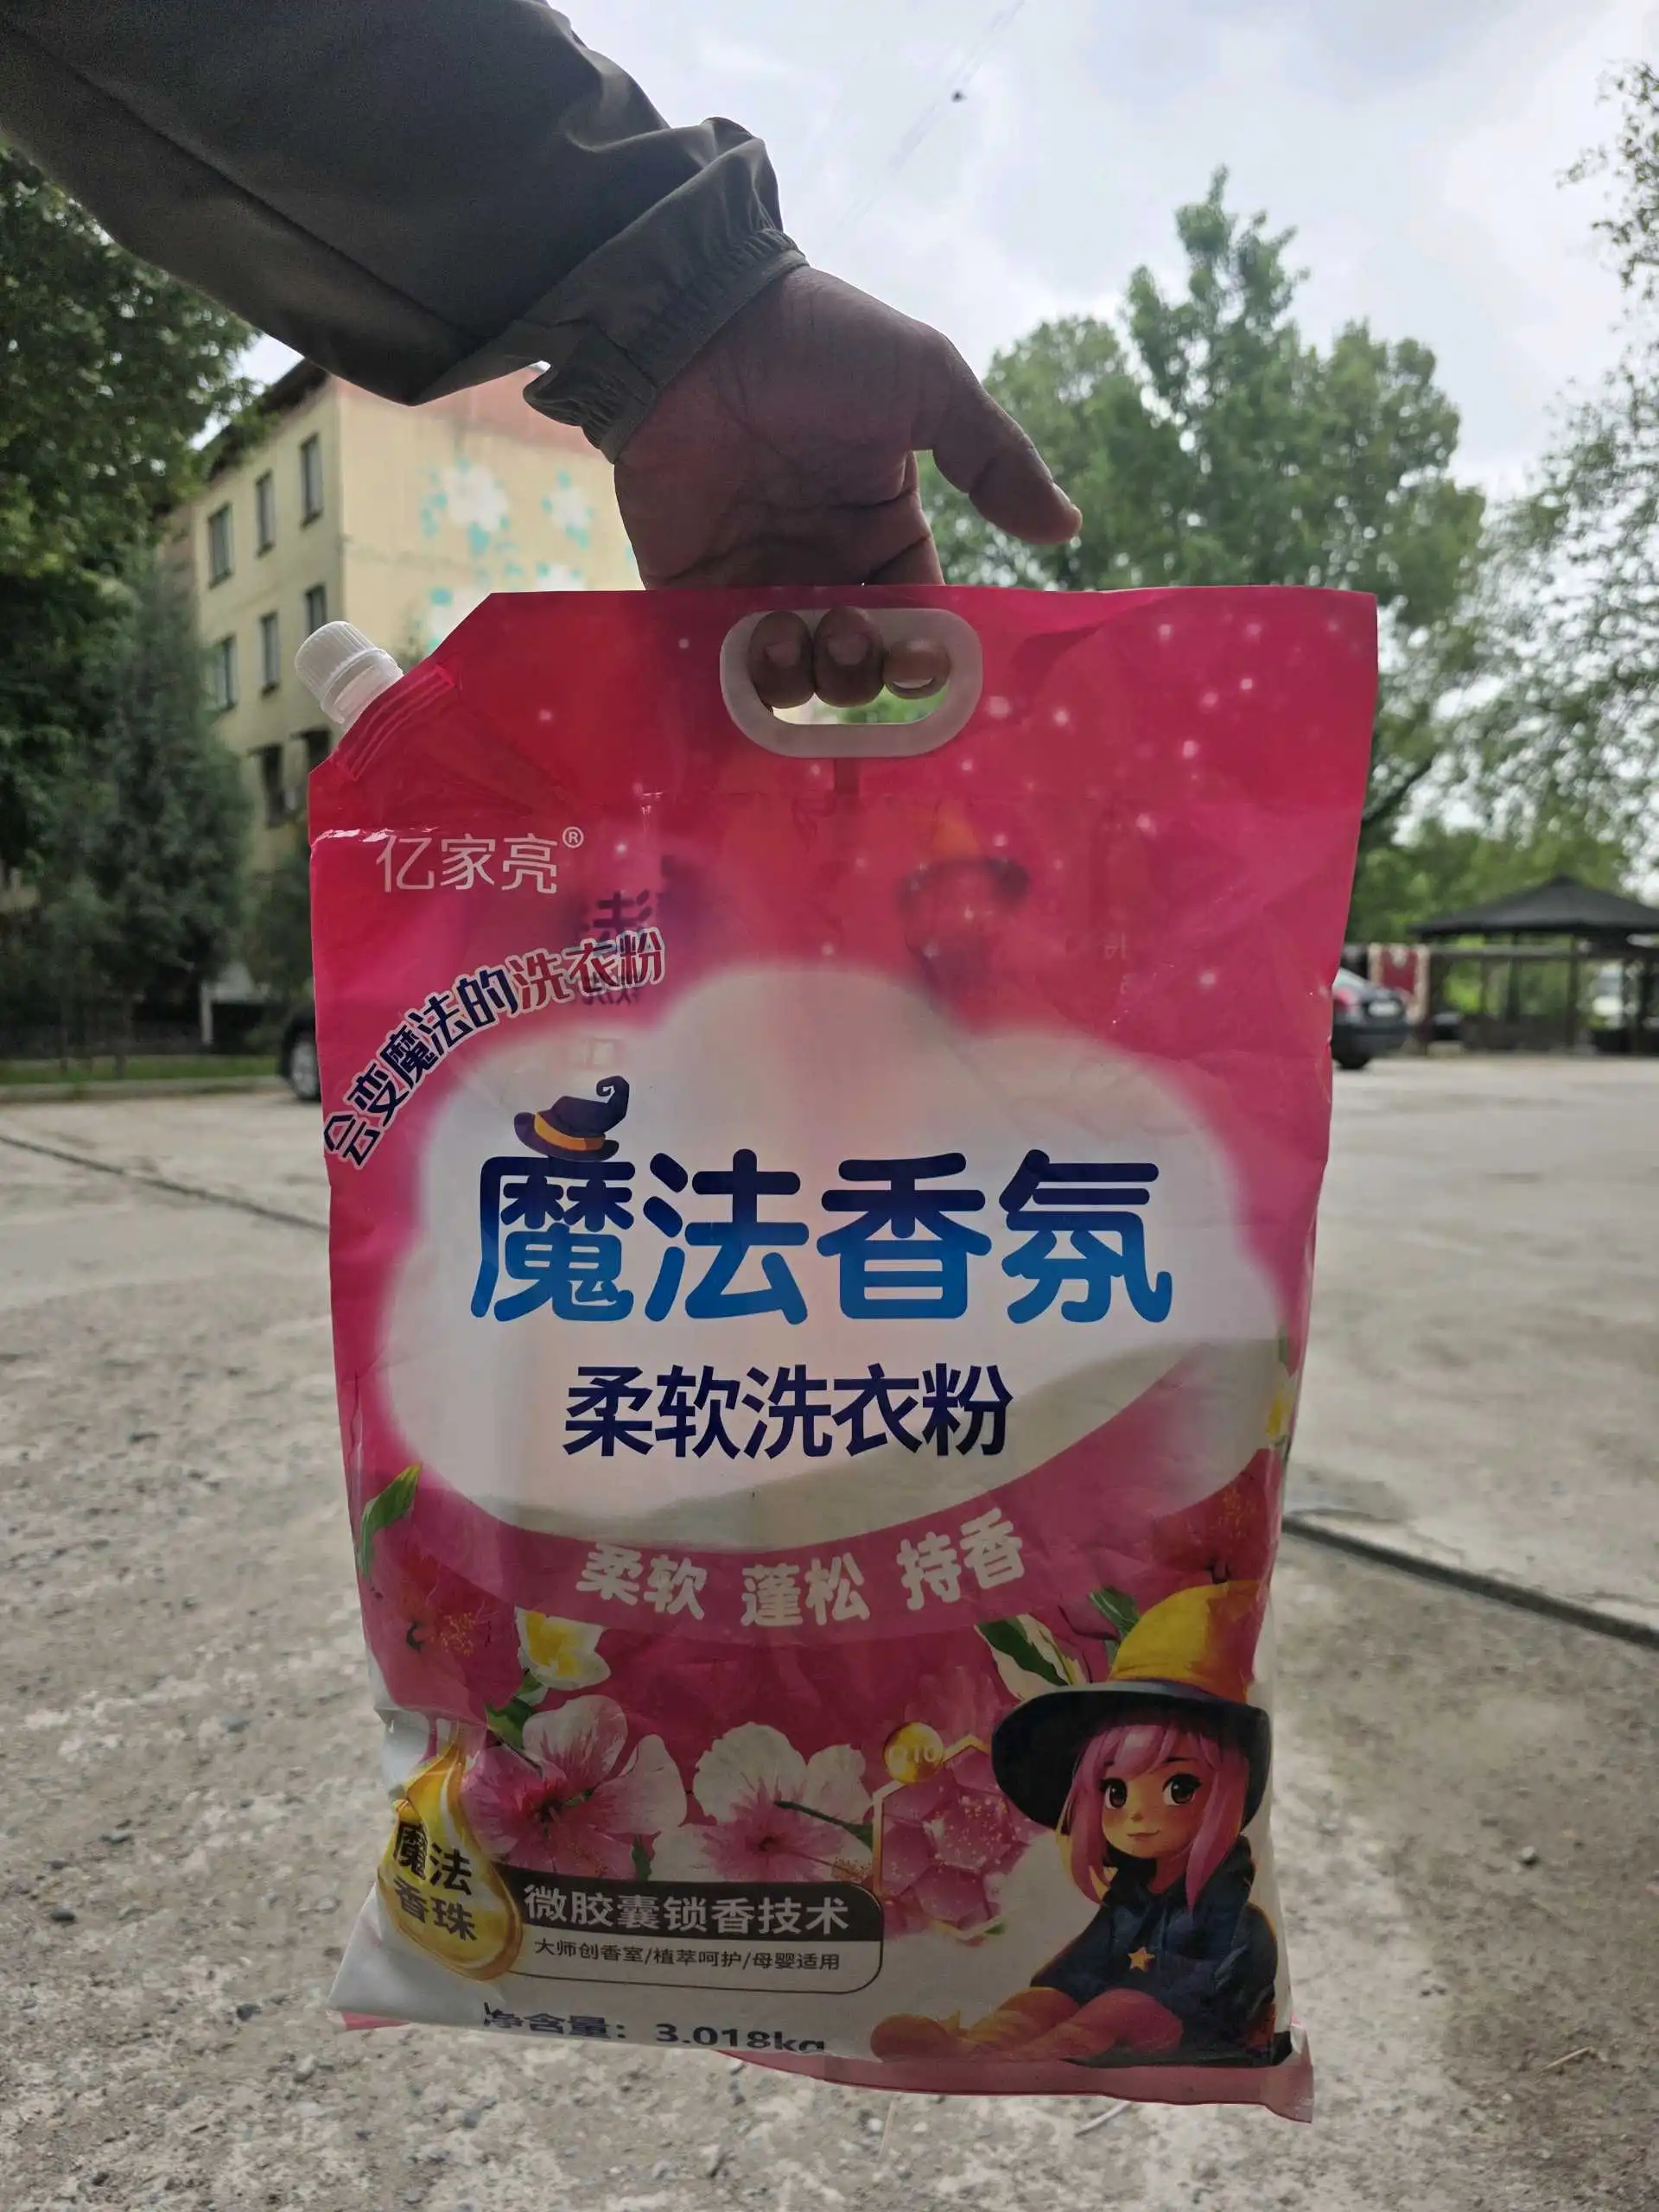 亿家亮®
会变魔法的洗衣粉
魔法香氛
柔软洗衣粉
柔软 蓬松 持香
Q10
魔法
香珠
微胶囊锁香技术
大师创香室/植萃呵护/母婴适用
净含量：3.018kg